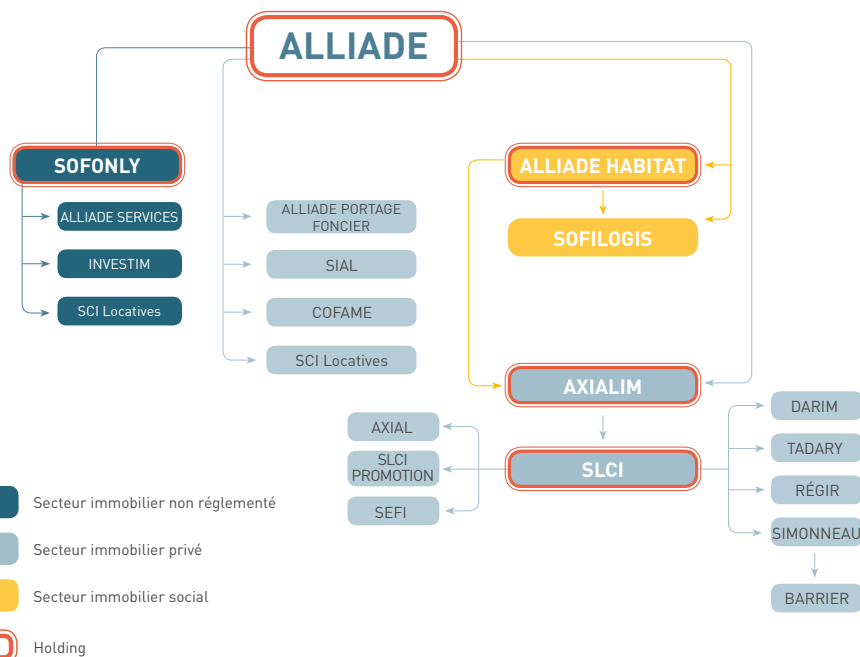 ALLIADE
SOFONLY
ALLIADE SERVICES
INVESTIM
SCI Locatives
ALLIADE PORTAGE
FONCIER
SIAL
COFAME
SCI Locatives
ALLIADE HABITAT
SOFILOGIS
AXIALIM
SLCI
AXIAL
SLCI
PROMOTION
SEFI
DARIM
TADARY
RÉGIR
SIMONNEAU
BARRIER
Secteur immobilier non réglementé
Secteur immobilier privé
Secteur immobilier social
Holding